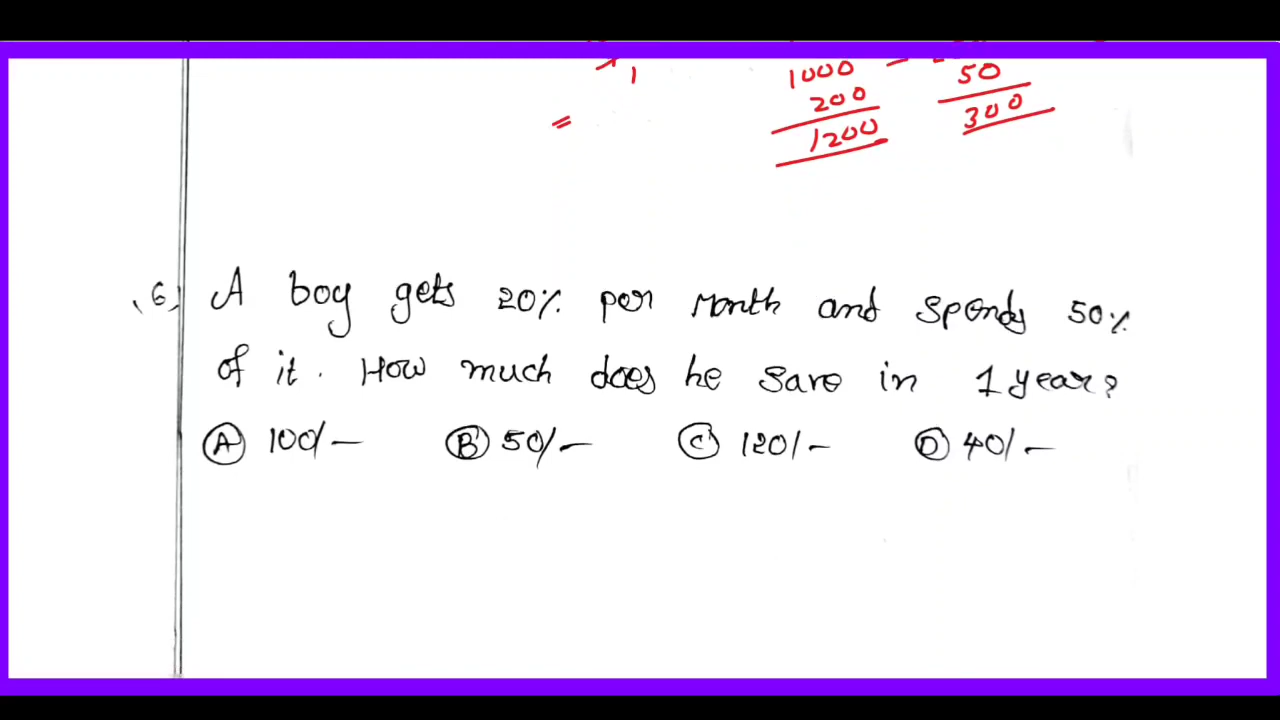 1
1000 - 50
200 300
1200
=
(6) A boy gets 20% per month and spends 50%
of it. How much does he save in 1 year?
(A) 100/- (B) 50/- (C) 120/- (D) 40/-